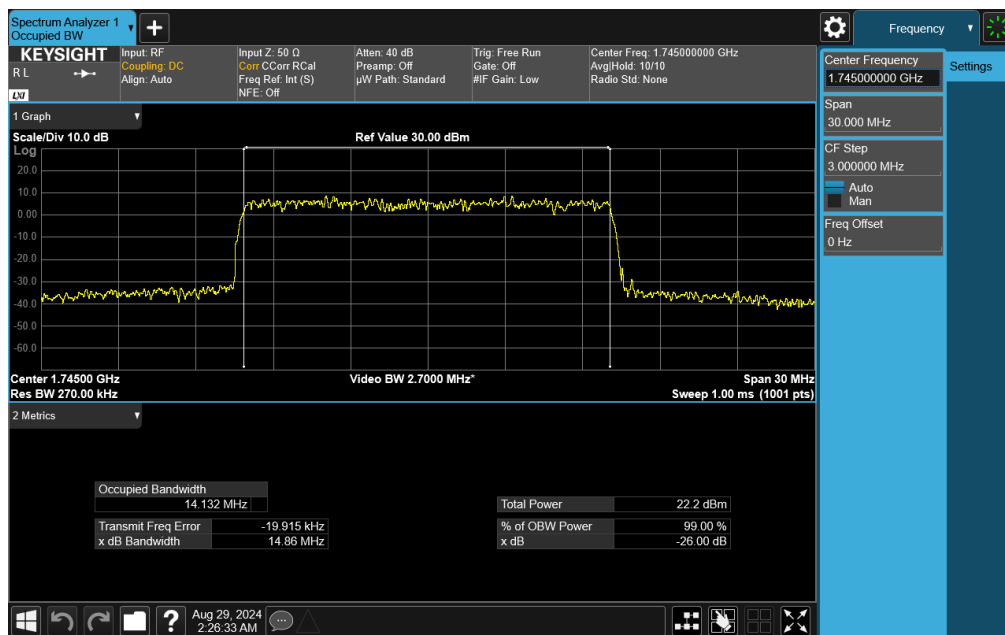 Spectrum Analyzer 1
Occupied BW
Frequency
KEYSIGHT
R L
LXI
Input: RF
Coupling: DC
Align: Auto
Input Z: 50 Ω
Corr CCorr RCal
Freq Ref: Int (S)
NFE: Off
Atten: 40 dB
Preamp: Off
µW Path: Standard
Trig: Free Run
Gate: Off
#IF Gain: Low
Center Freq: 1.745000000 GHz
Avg|Hold: 10/10
Radio Std: None
Center Frequency
1.745000000 GHz
Settings
Span
30.000 MHz
CF Step
3.000000 MHz
Auto
Man
Freq Offset
0 Hz
1 Graph
Scale/Div 10.0 dB
Ref Value 30.00 dBm
Log
20.0
10.0
0.00
-10.0
-20.0
-30.0
-40.0
-50.0
-60.0
Center 1.74500 GHz
Video BW 2.7000 MHz*
Span 30 MHz
Res BW 270.00 kHz
Sweep 1.00 ms (1001 pts)
2 Metrics
Occupied Bandwidth
14.132 MHz
Transmit Freq Error -19.915 kHz
x dB Bandwidth 14.86 MHz
Total Power 22.2 dBm
% of OBW Power 99.00 %
x dB -26.00 dB
Aug 29, 2024
2:26:33 AM